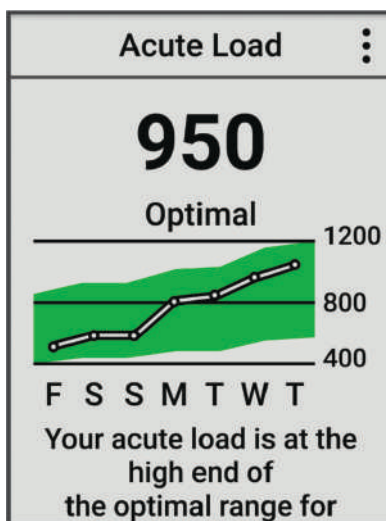 Acute Load
950
Optimal
1200
800
400
F S S M T W T
Your acute load is at the
high end of
the optimal range for